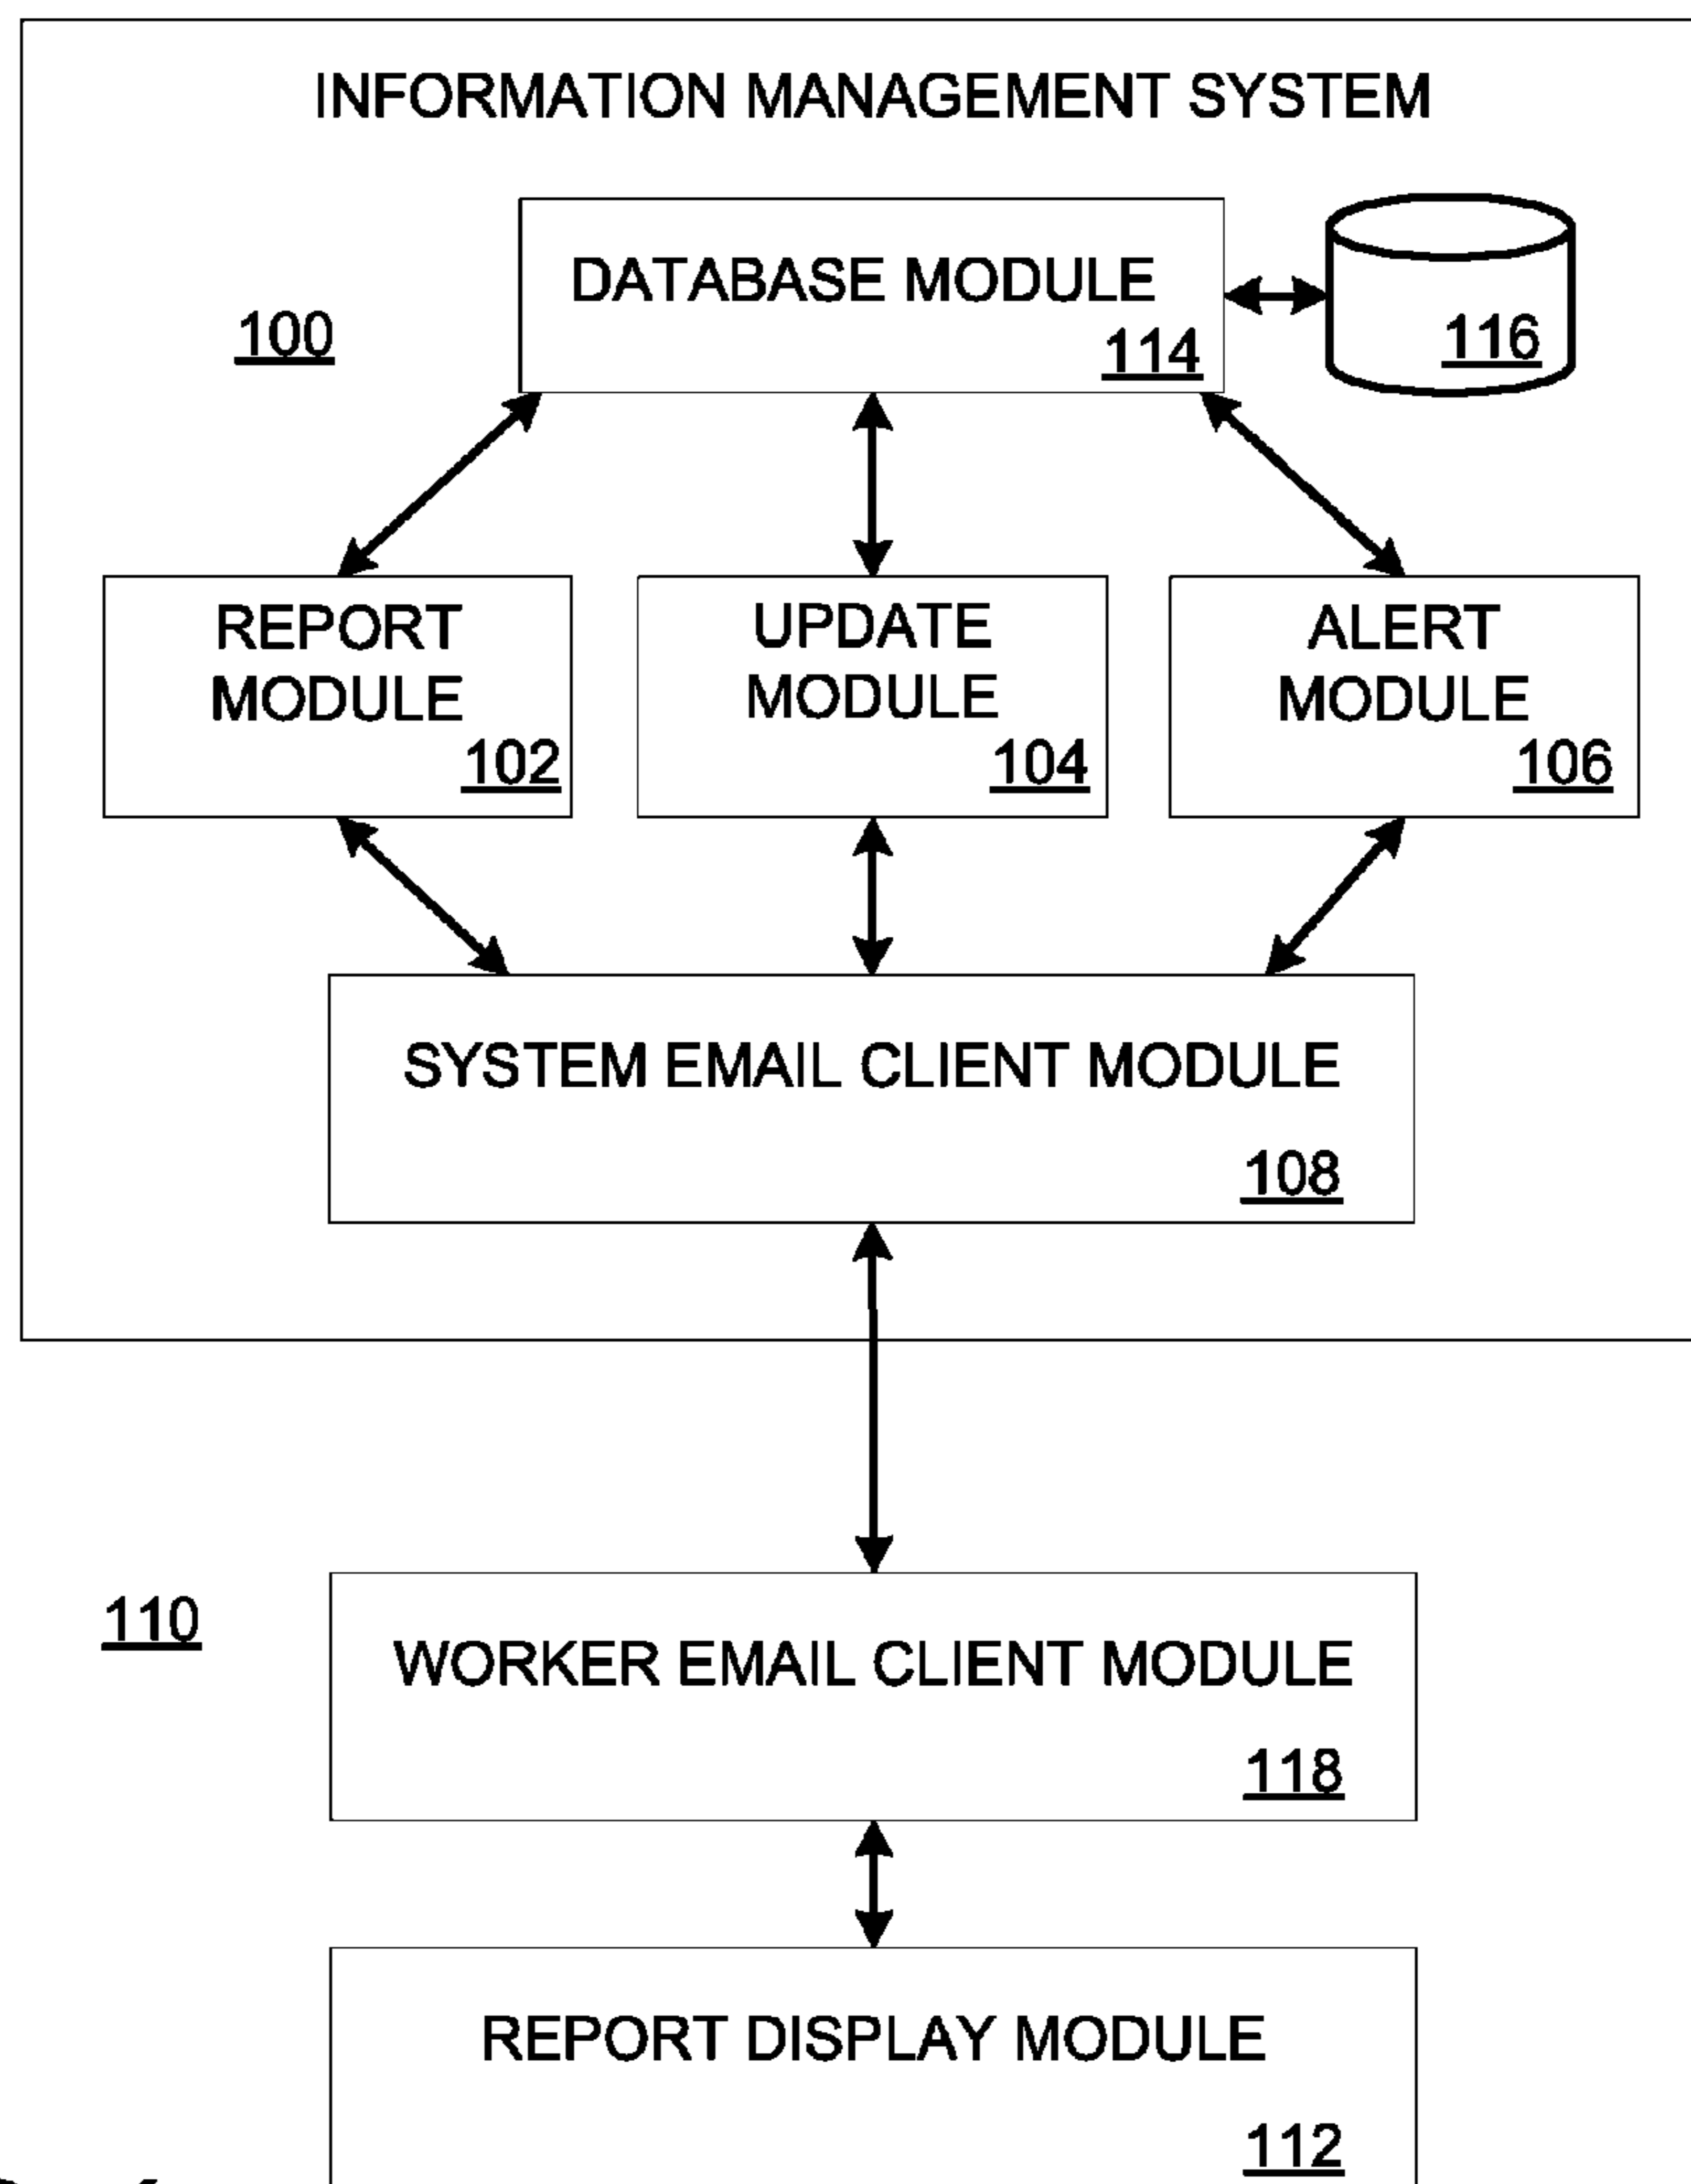 INFORMATION MANAGEMENT SYSTEM
DATABASE MODULE
114
116
100
REPORT
MODULE
102
UPDATE
MODULE
104
ALERT
MODULE
106
SYSTEM EMAIL CLIENT MODULE
108
110
WORKER EMAIL CLIENT MODULE
118
REPORT DISPLAY MODULE
112